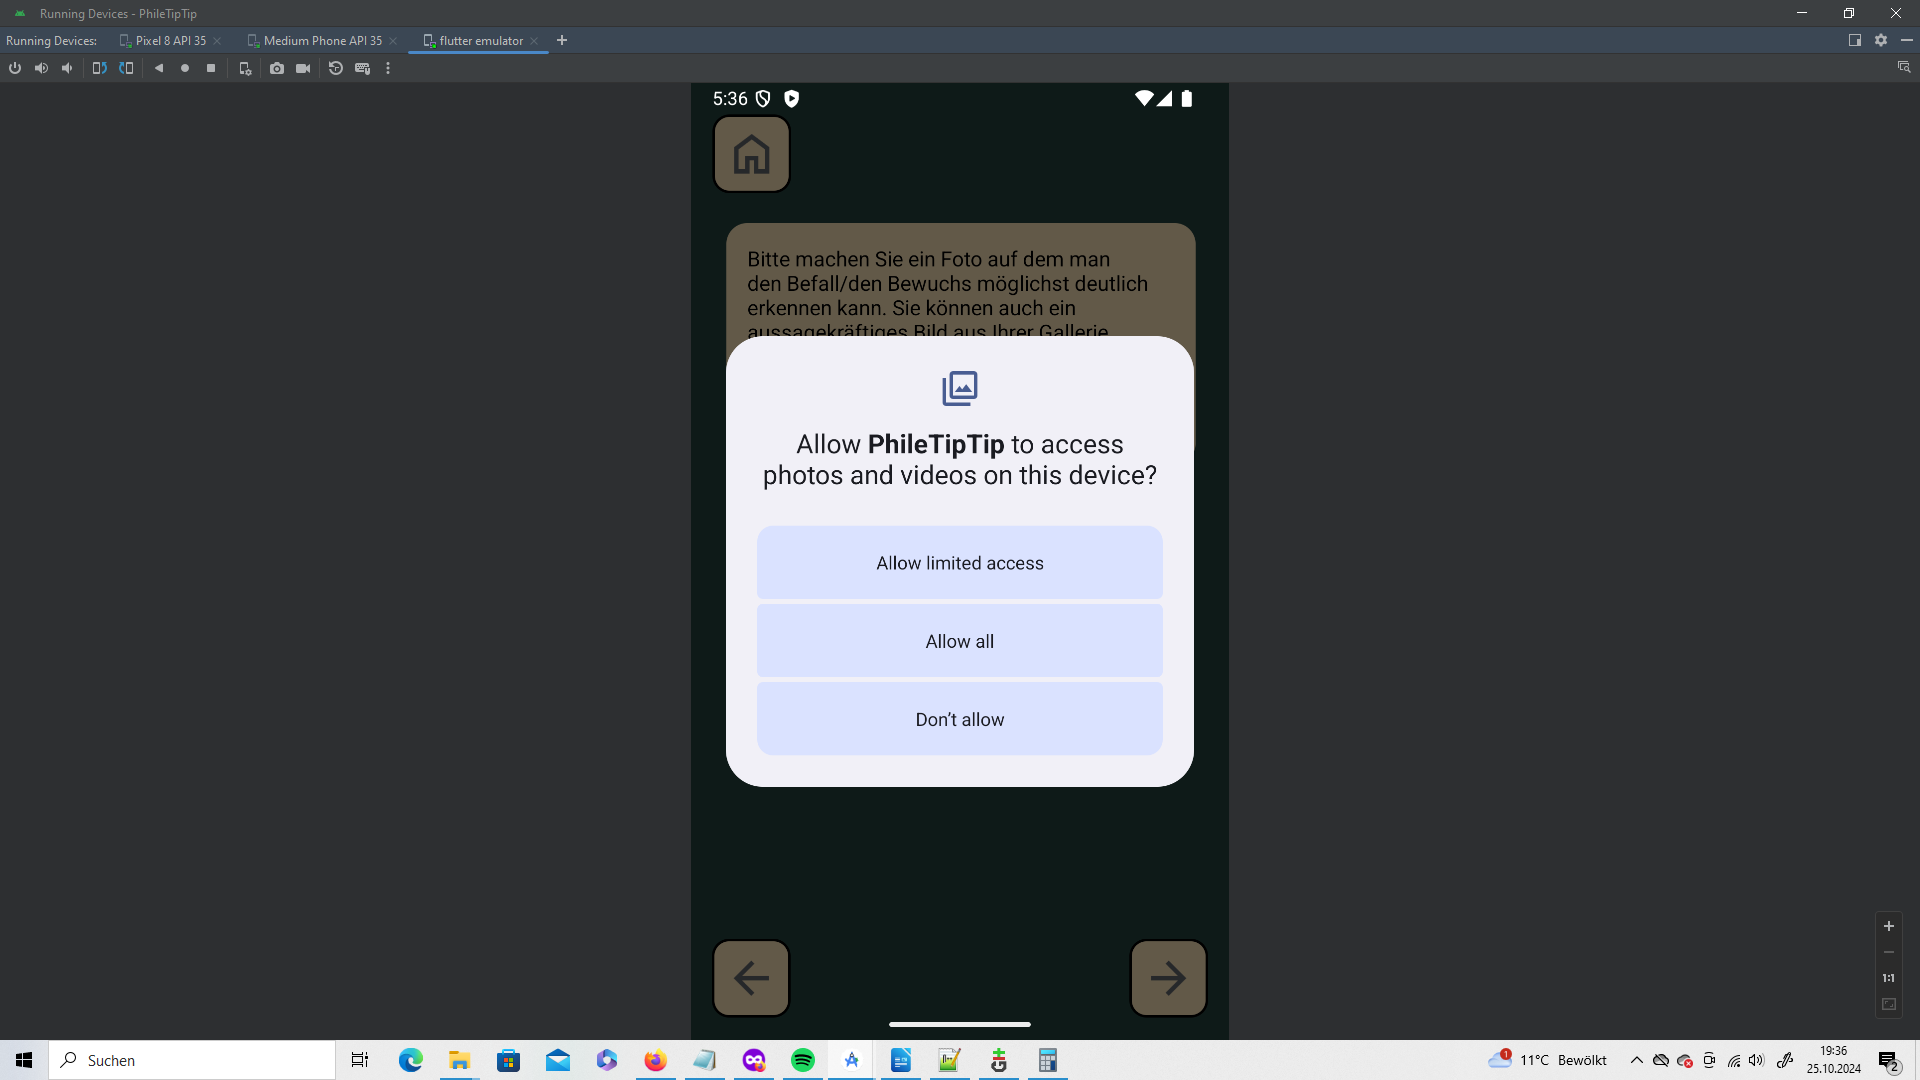 Running Devices - PhileTipTip
Running Devices:
Pixel 8 API 35
Medium Phone API 35
flutter emulator
5:36
Bitte machen Sie ein Foto auf dem man
den Befall/den Bewuchs möglichst deutlich
erkennen kann. Sie können auch ein
aussagekräftiges Bild aus Ihrer Gallerie
Allow PhileTipTip to access
photos and videos on this device?
Allow limited access
Allow all
Don’t allow
1:1
Suchen
1
11°C Bewölkt
19:36
25.10.2024
2